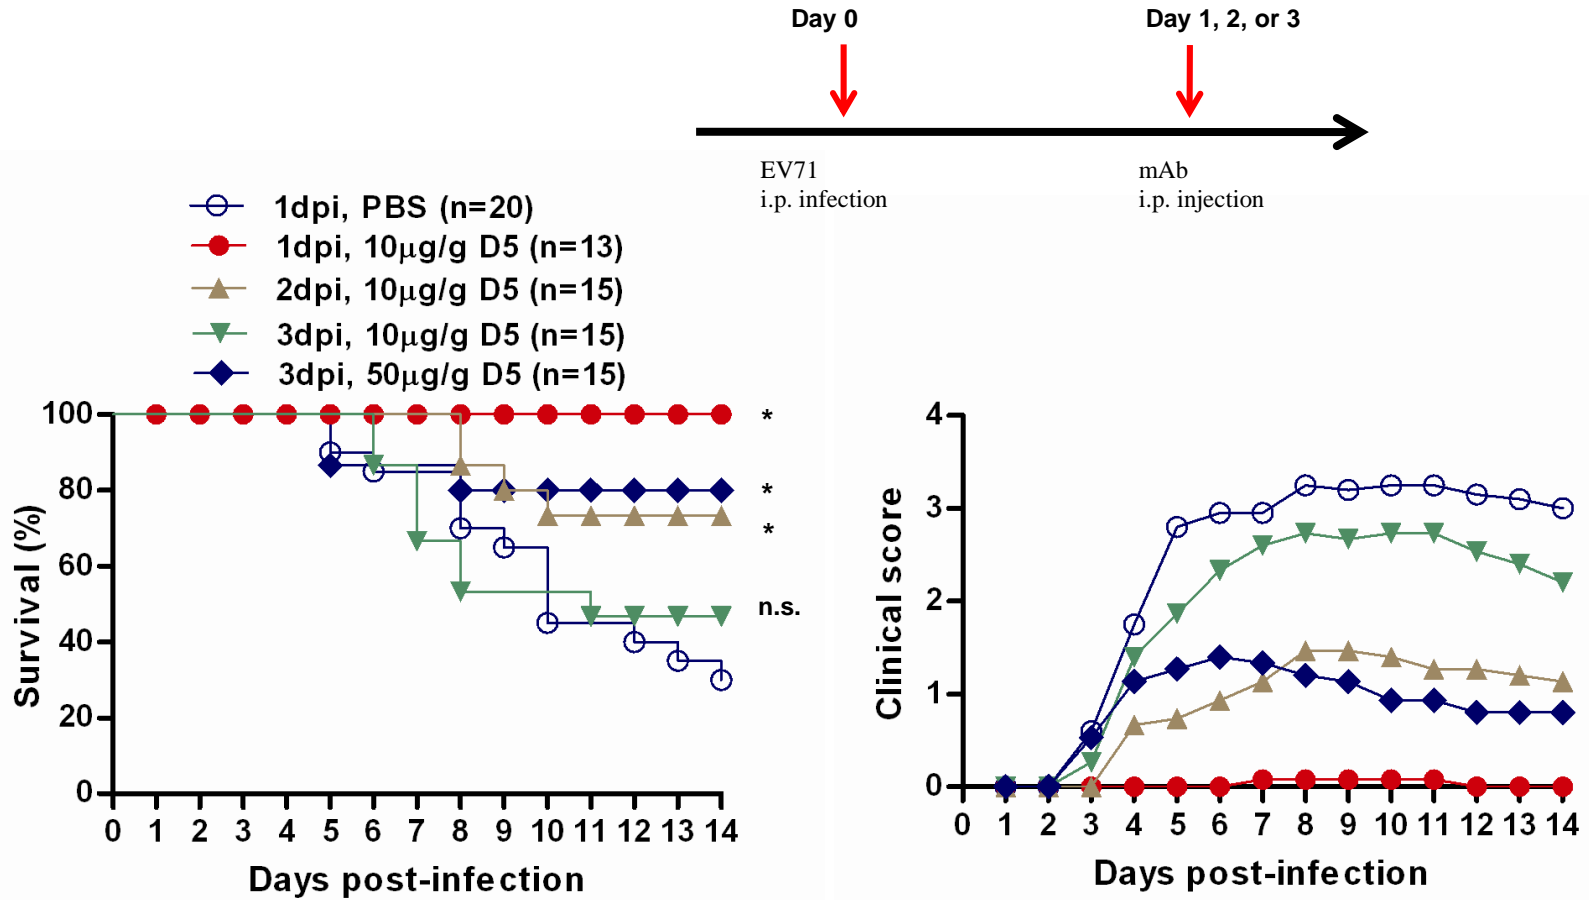 Day 0
Day 1, 2, or 3
EV71
i.p. infection
mAb
i.p. injection
1dpi, PBS (n=20)
1dpi, 10μg/g D5 (n=13)
2dpi, 10μg/g D5 (n=15)
3dpi, 10μg/g D5 (n=15)
3dpi, 50μg/g D5 (n=15)
Survival (%)
100
80
60
40
20
0
0 1 2 3 4 5 6 7 8 9 10 11 12 13 14
Days post-infection
*
*
*
n.s.
Clinical score
4
3
2
1
0
0 1 2 3 4 5 6 7 8 9 10 11 12 13 14
Days post-infection